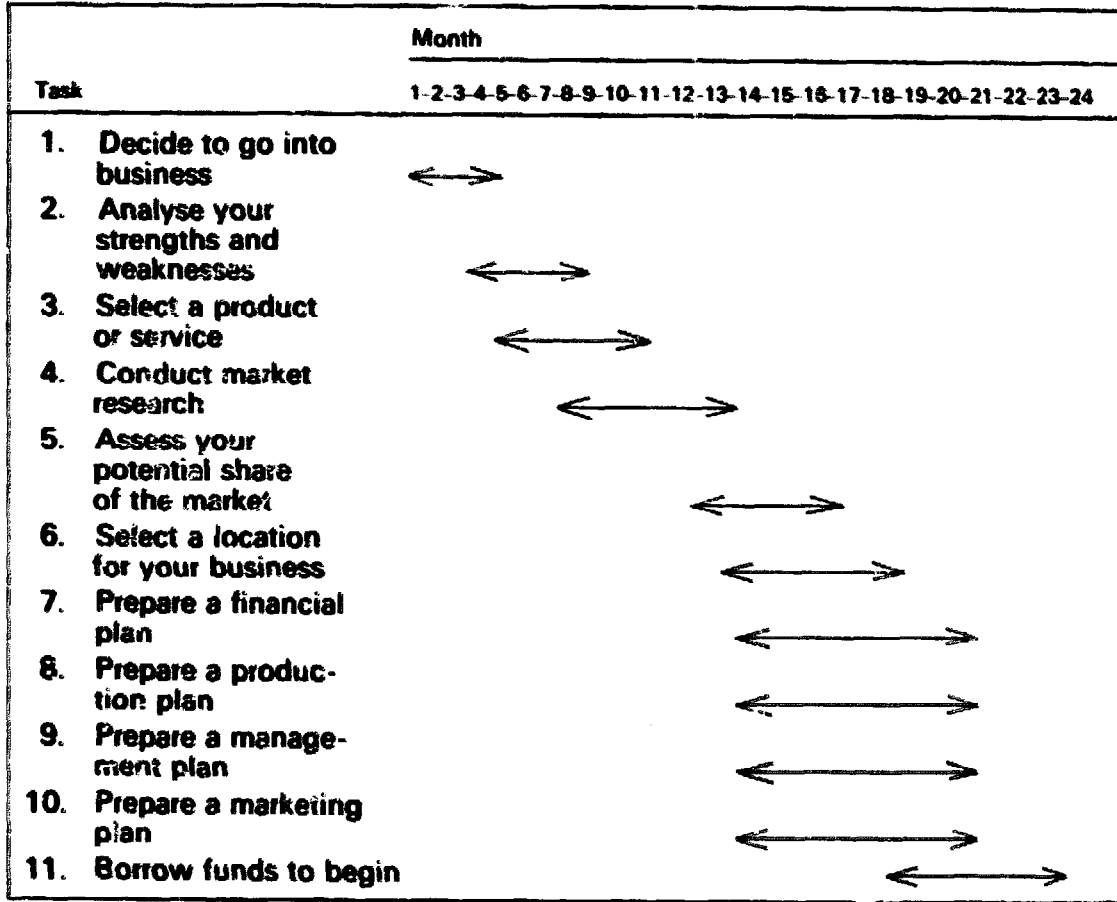 Month
Task 1-2-3-4-5-6-7-8-9-10-11-12-13-14-15-16-17-18-19-20-21-22-23-24
1. Decide to go into
business
2. Analyse your
strengths and
weaknesses
3. Select a product
or service
4. Conduct market
research
5. Assess your
potential share
of the market
6. Select a location
for your business
7. Prepare a financial
plan
8. Prepare a produc-
tion plan
9. Prepare a manage-
ment plan
10. Prepare a marketing
plan
11. Borrow funds to begin